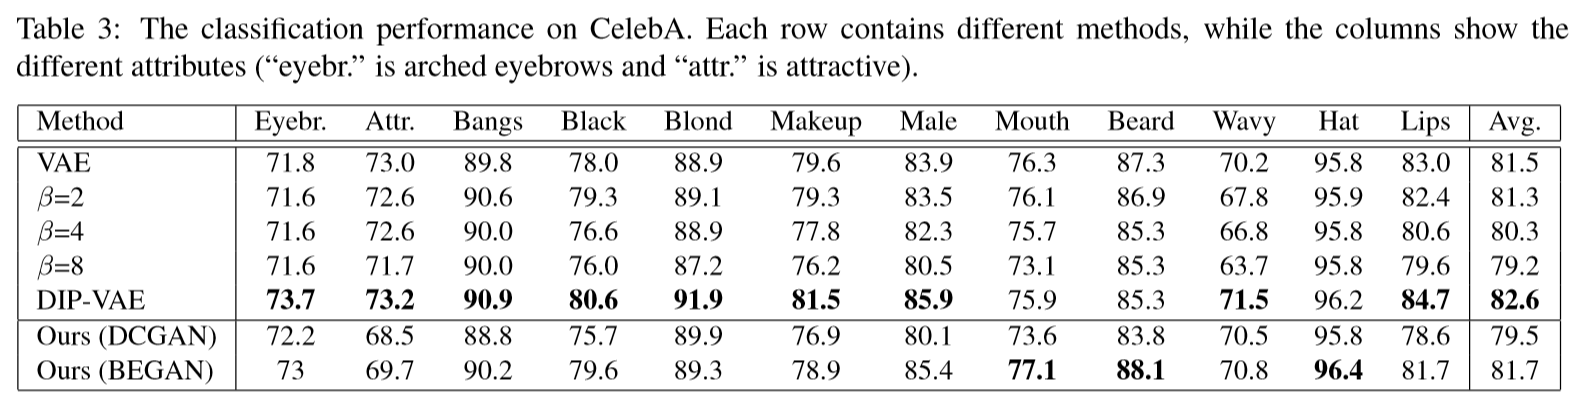 Table 3: The classification performance on CelebA. Each row contains different methods, while the columns show the
different attributes (“eyebr.” is arched eyebrows and “attr.” is attractive).
Method Eyebr. Attr. Bangs Black Blond Makeup Male Mouth Beard Wavy Hat Lips Avg.
VAE 71.8 73.0 89.8 78.0 88.9 79.6 83.9 76.3 87.3 70.2 95.8 83.0 81.5
β=2 71.6 72.6 90.6 79.3 89.1 79.3 83.5 76.1 86.9 67.8 95.9 82.4 81.3
β=4 71.6 72.6 90.0 76.6 88.9 77.8 82.3 75.7 85.3 66.8 95.8 80.6 80.3
β=8 71.6 71.7 90.0 76.0 87.2 76.2 80.5 73.1 85.3 63.7 95.8 79.6 79.2
DIP-VAE 73.7 73.2 90.9 80.6 91.9 81.5 85.9 75.9 85.3 71.5 96.2 84.7 82.6
Ours (DCGAN) 72.2 68.5 88.8 75.7 89.9 76.9 80.1 73.6 83.8 70.5 95.8 78.6 79.5
Ours (BEGAN) 73 69.7 90.2 79.6 89.3 78.9 85.4 77.1 88.1 70.8 96.4 81.7 81.7